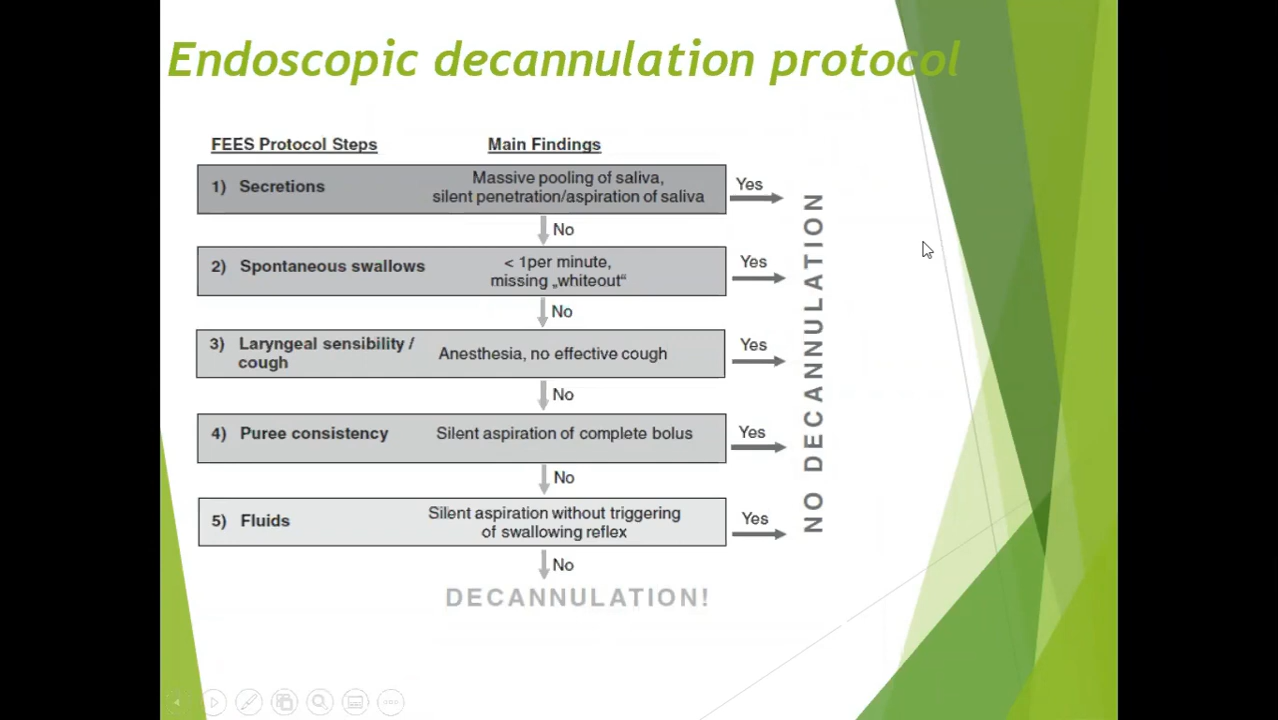 Endoscopic decannulation protocol
FEES Protocol Steps
Main Findings
1) Secretions
Massive pooling of saliva,
silent penetration/aspiration of saliva
Yes
No
2) Spontaneous swallows
< 1per minute,
missing „whiteout“
Yes
No
3) Laryngeal sensibility /
cough
Anesthesia, no effective cough
Yes
No
4) Puree consistency
Silent aspiration of complete bolus
Yes
No
5) Fluids
Silent aspiration without triggering
of swallowing reflex
Yes
No
DECANNULATION!
NO DECANNULATION